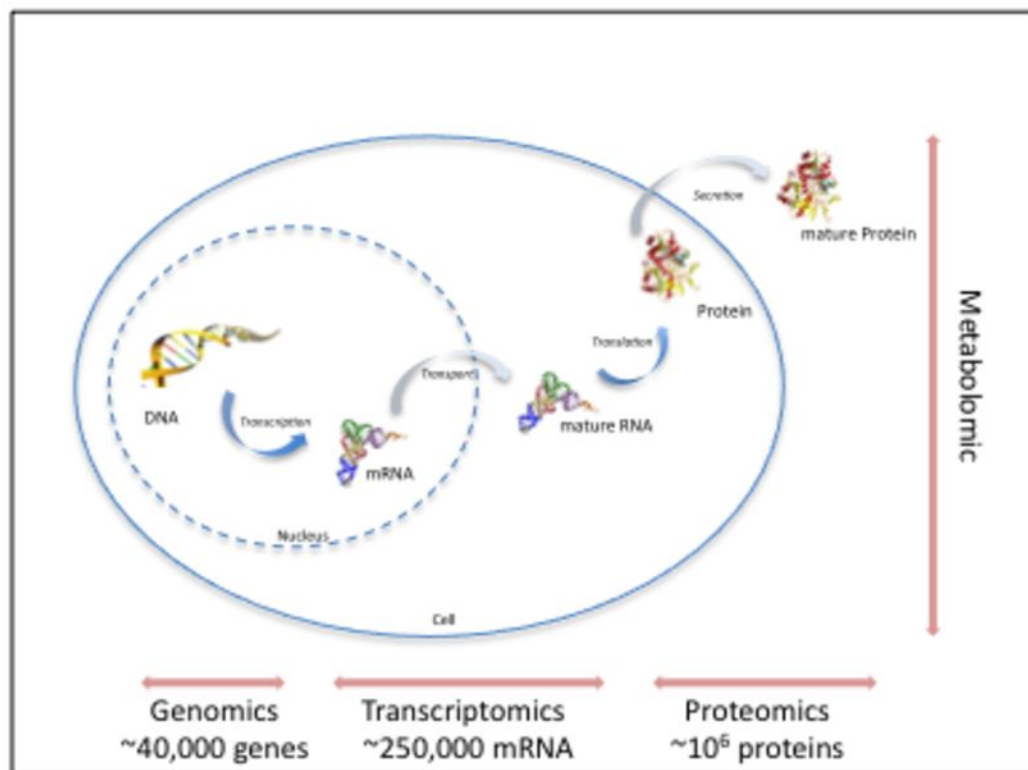 Secretion
mature Protein
Protein
Translation
Transport
mature RNA
DNA
Transcription
mRNA
Nucleus
Cell
Metabolomic
Genomics
~40,000 genes
Transcriptomics
~250,000 mRNA
Proteomics
~10⁶ proteins